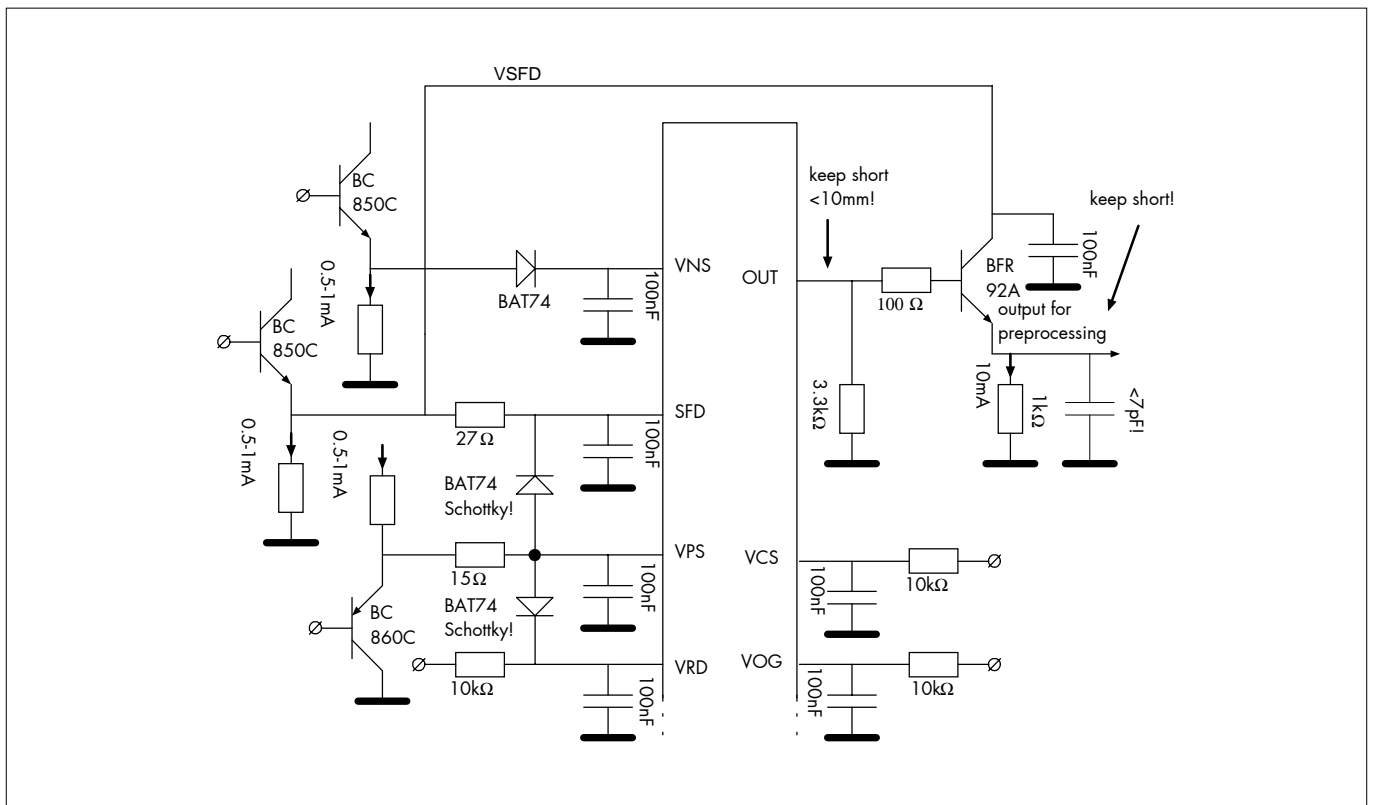 VSFD
BC
850C
0.5-1mA
BAT74
100nF
VNS
BC
850C
0.5-1mA
27Ω
100nF
SFD
0.5-1mA
BAT74
Schottky!
15Ω
100nF
VPS
BC
860C
BAT74
Schottky!
10kΩ
100nF
VRD
keep short
<10mm!
keep short!
OUT
100 Ω
BFR
92A
100nF
output for
preprocessing
3.3kΩ
10mA
1kΩ
<7pF!
VCS
100nF
10kΩ
VOG
100nF
10kΩ